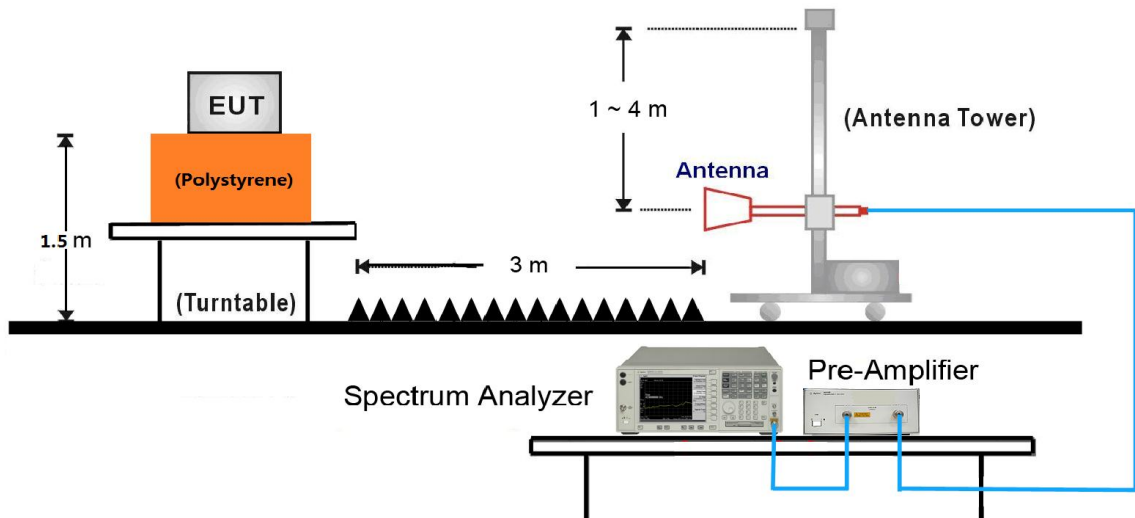 EUT
(Polystyrene)
1.5 m
(Turntable)
3 m
1 ~ 4 m
Antenna
(Antenna Tower)
Spectrum Analyzer
Pre-Amplifier